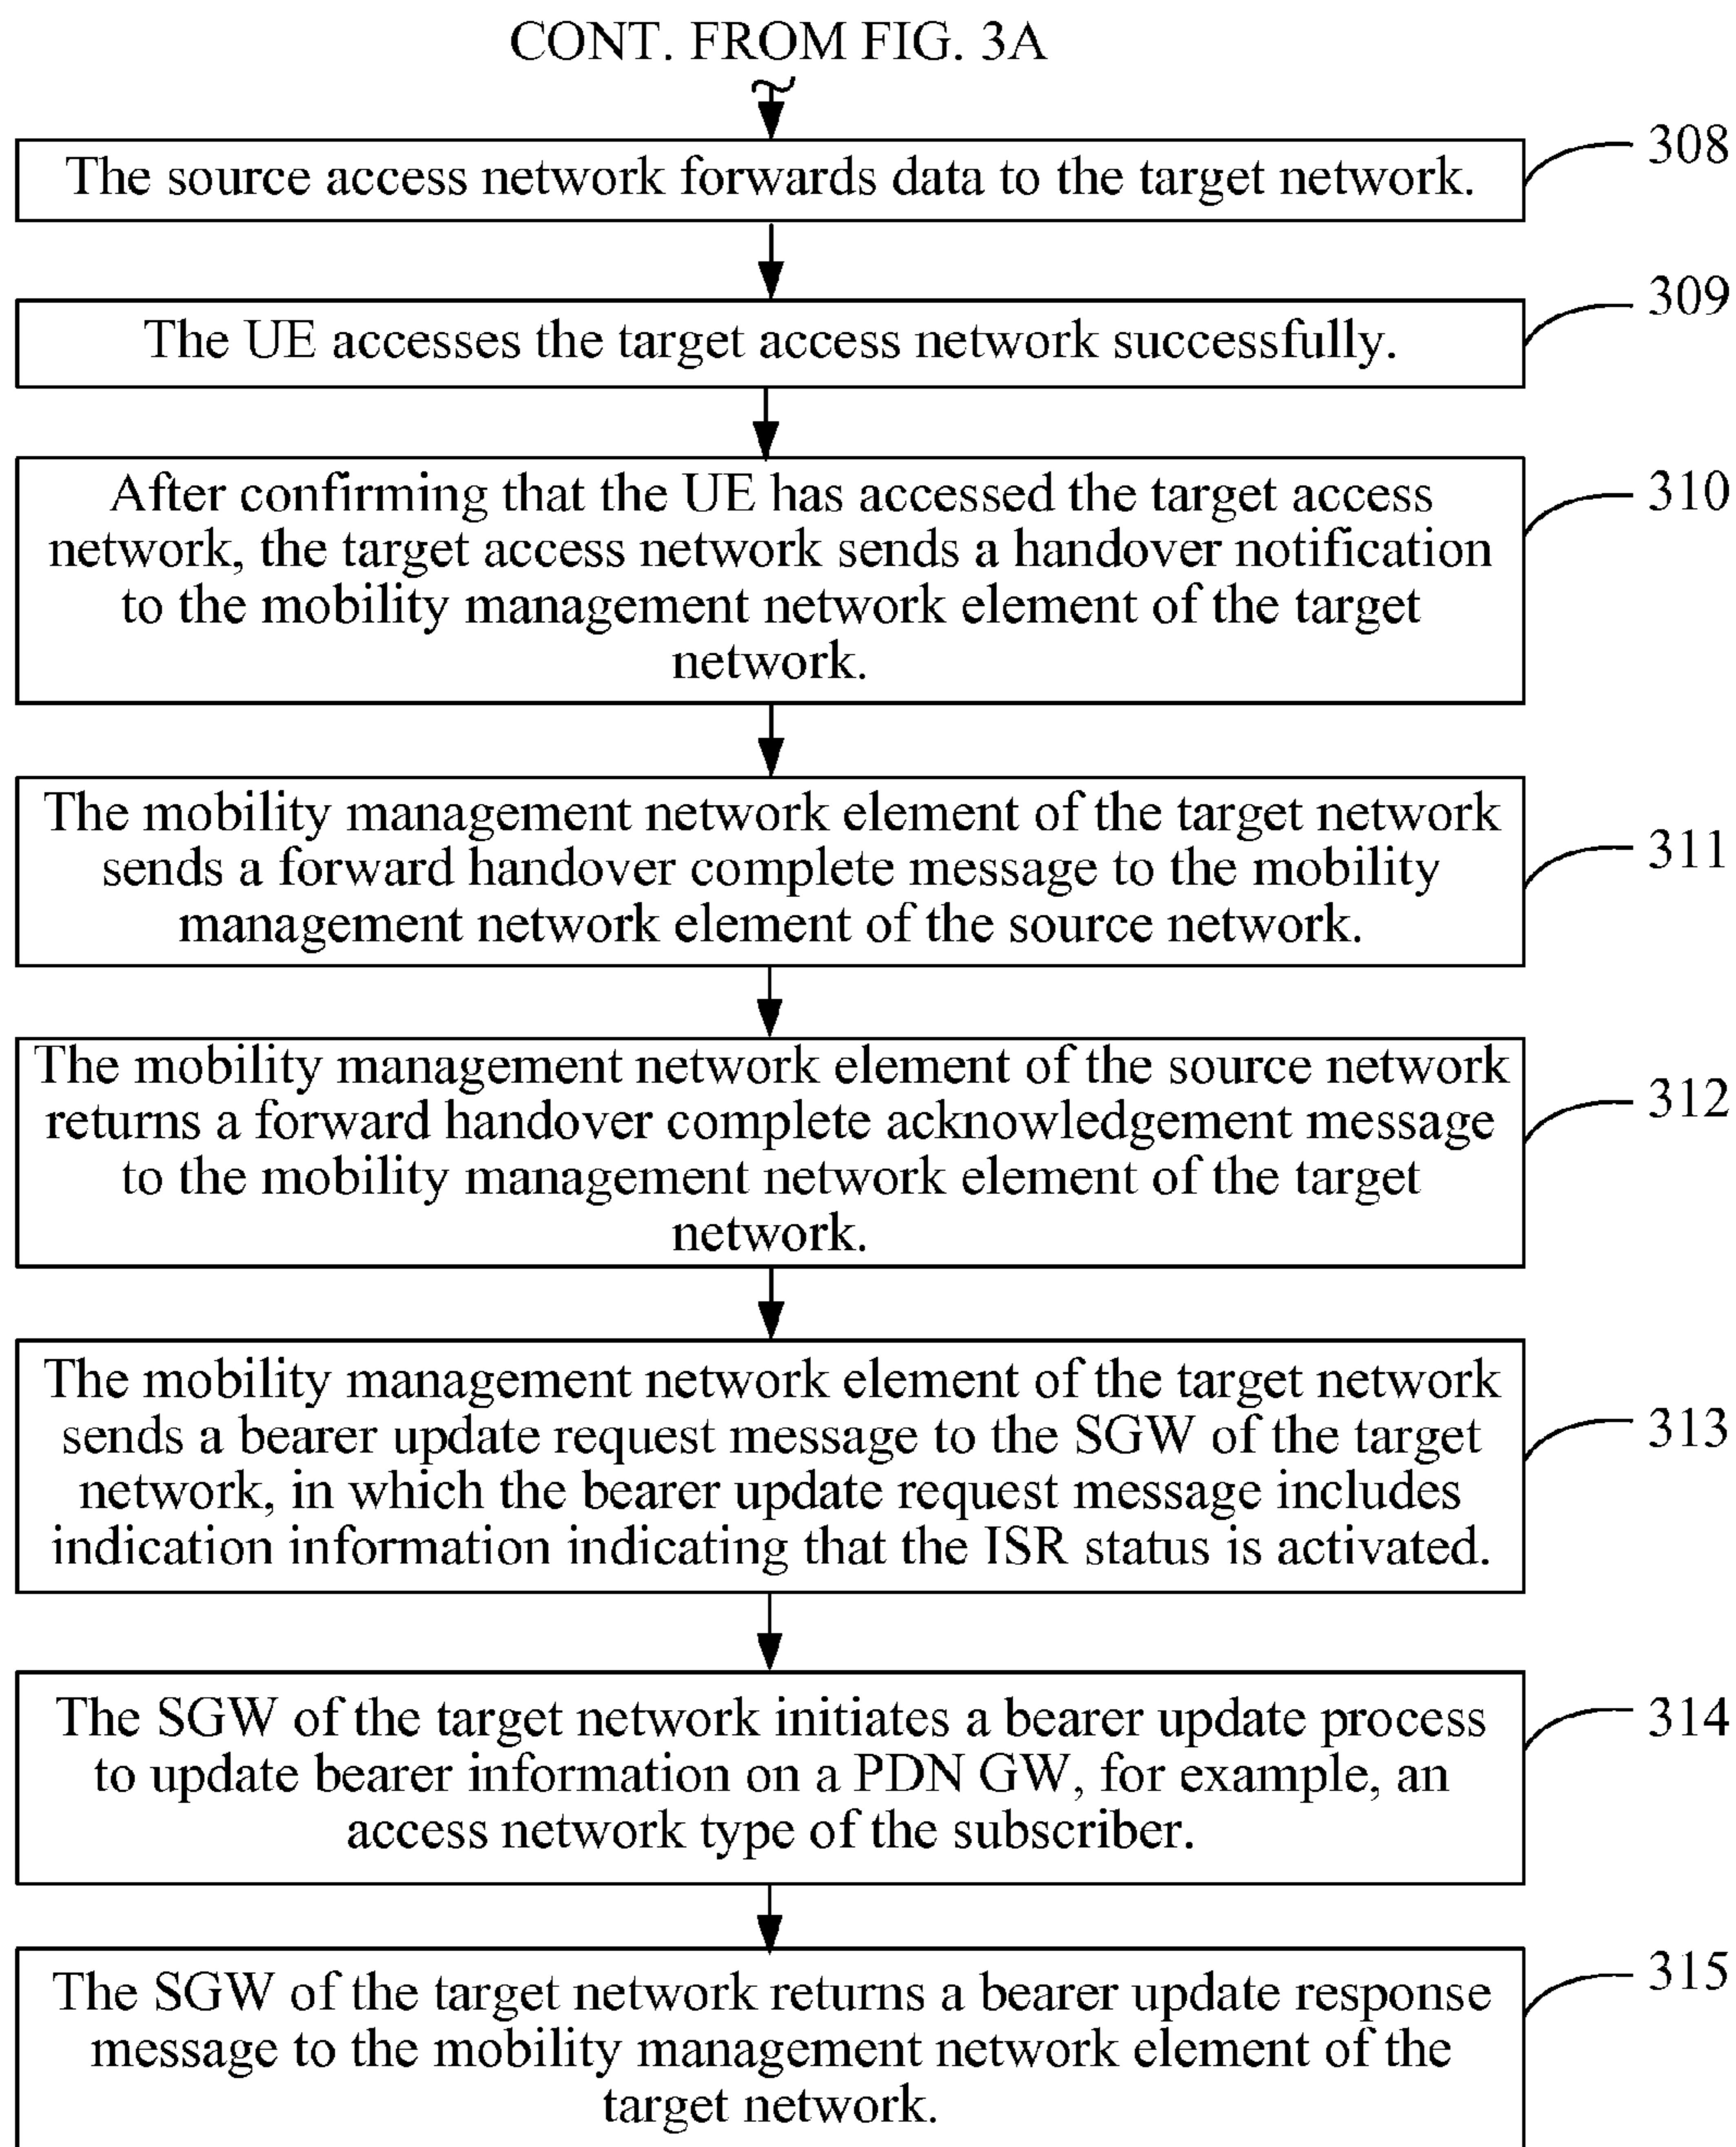 CONT. FROM FIG. 3A
The source access network forwards data to the target network.
308
The UE accesses the target access network successfully.
309
After confirming that the UE has accessed the target access
network, the target access network sends a handover notification
to the mobility management network element of the target
network.
310
The mobility management network element of the target network
sends a forward handover complete message to the mobility
management network element of the source network.
311
The mobility management network element of the source network
returns a forward handover complete acknowledgement message
to the mobility management network element of the target
network.
312
The mobility management network element of the target network
sends a bearer update request message to the SGW of the target
network, in which the bearer update request message includes
indication information indicating that the ISR status is activated.
313
The SGW of the target network initiates a bearer update process
to update bearer information on a PDN GW, for example, an
access network type of the subscriber.
314
The SGW of the target network returns a bearer update response
message to the mobility management network element of the
target network.
315